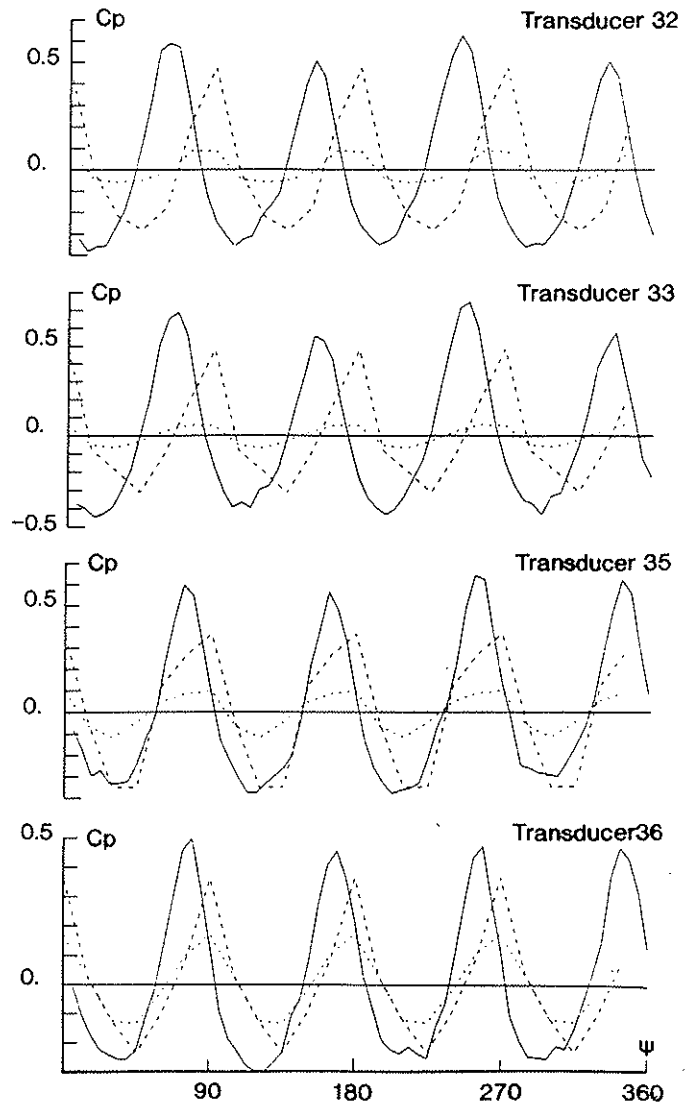 Cp
Transducer 32
0.5
0.
Cp
Transducer 33
0.5
0.
-0.5
Cp
Transducer 35
0.5
0.
Cp
Transducer36
0.5
0.
Ψ
90
180
270
360